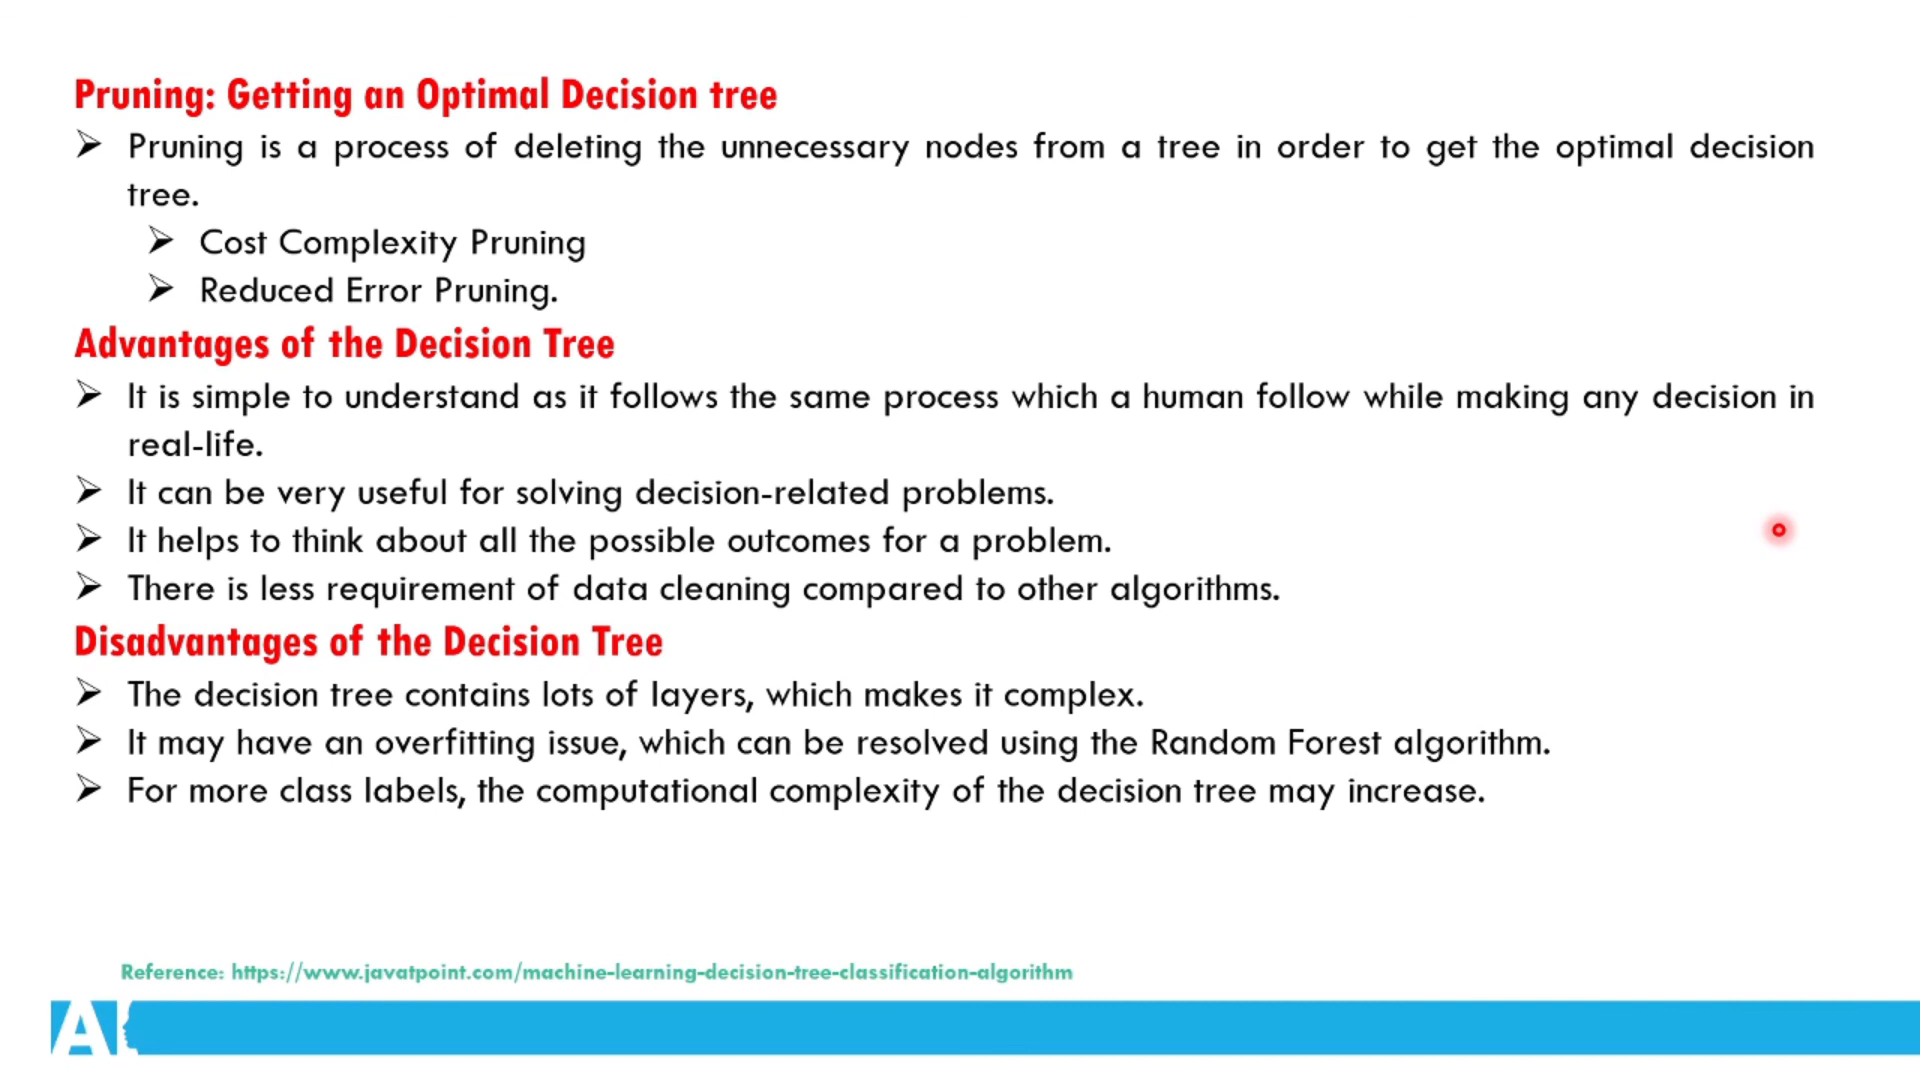 Pruning: Getting an Optimal Decision tree
➢ Pruning is a process of deleting the unnecessary nodes from a tree in order to get the optimal decision
tree.
➢ Cost Complexity Pruning
➢ Reduced Error Pruning.
Advantages of the Decision Tree
➢ It is simple to understand as it follows the same process which a human follow while making any decision in
real-life.
➢ It can be very useful for solving decision-related problems.
➢ It helps to think about all the possible outcomes for a problem.
➢ There is less requirement of data cleaning compared to other algorithms.
Disadvantages of the Decision Tree
➢ The decision tree contains lots of layers, which makes it complex.
➢ It may have an overfitting issue, which can be resolved using the Random Forest algorithm.
➢ For more class labels, the computational complexity of the decision tree may increase.
Reference: https://www.javatpoint.com/machine-learning-decision-tree-classification-algorithm
AI